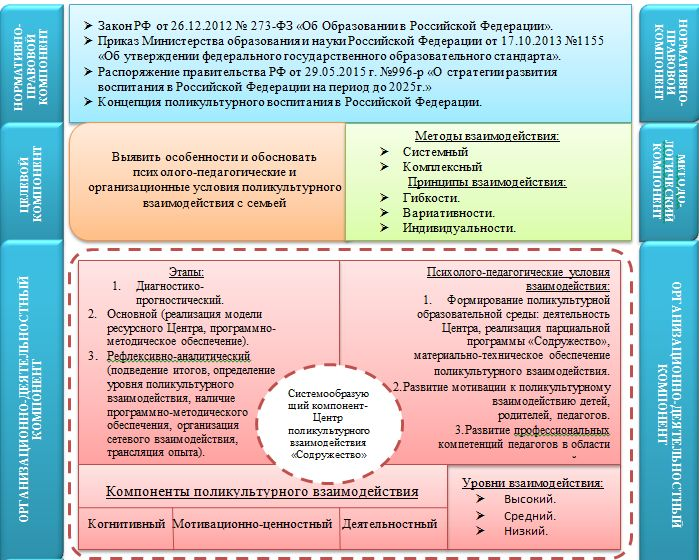 НОРМАТИВНО-
ПРАВОВОЙ
КОМПОНЕНТ
Закон РФ от 26.12.2012 № 273-ФЗ «Об Образовании в Российской Федерации».
Приказ Министерства образования и науки Российской Федерации от 17.10.2013 №1155
«Об утверждении федерального государственного образовательного стандарта».
Распоряжение правительства РФ от 29.05.2015 г. №996-р «О стратегии развития
воспитания в Российской Федерации на период до 2025г.»
Концепция поликультурного воспитания в Российской Федерации.
НОРМАТИВНО-
ПРАВОВОЙ
КОМПОНЕНТ
ЦЕЛЕВОЙ
КОМПОНЕНТ
Выявить особенности и обосновать
психолого-педагогические и
организационные условия поликультурного
взаимодействия с семьей
Методы взаимодействия:
Системный
Комплексный
Принципы взаимодействия:
Гибкости.
Вариативности.
Индивидуальности.
МЕТОДО-
ЛОГИЧЕСКИЙ
КОМПОНЕНТ
ОРГАНИЗАЦИОННО-ДЕЯТЕЛЬНОСТНЫЙ
КОМПОНЕНТ
Этапы:
1. Диагностико-
прогностический.
2. Основной (реализация модели
ресурсного Центра, программно-
методическое обеспечение).
3. Рефлексивно-аналитический
(подведение итогов, определение
уровня поликультурного
взаимодействия, наличие
программно-методического
обеспечения, организация
сетевого взаимодействия,
трансляция опыта).
Системообразую
щий компонент-
Центр
поликультурного
взаимодействия
«Содружество»
Психолого-педагогические условия
взаимодействия:
1. Формирование поликультурной
образовательной среды: деятельность
Центра, реализация парциальной
программы «Содружество»,
материально-техническое обеспечение
поликультурного взаимодействия.
2.Развитие мотивации к поликультурному
взаимодействию детей,
родителей, педагогов.
3.Развитие профессиональных
компетенций педагогов в области
Компоненты поликультурного взаимодействия
Когнитивный Мотивационно-ценностный Деятельностный
Уровни взаимодействия:
Высокий.
Средний.
Низкий.
ОРГАНИЗАЦИОННО-ДЕЯТЕЛЬНОСТНЫЙ
КОМПОНЕНТ